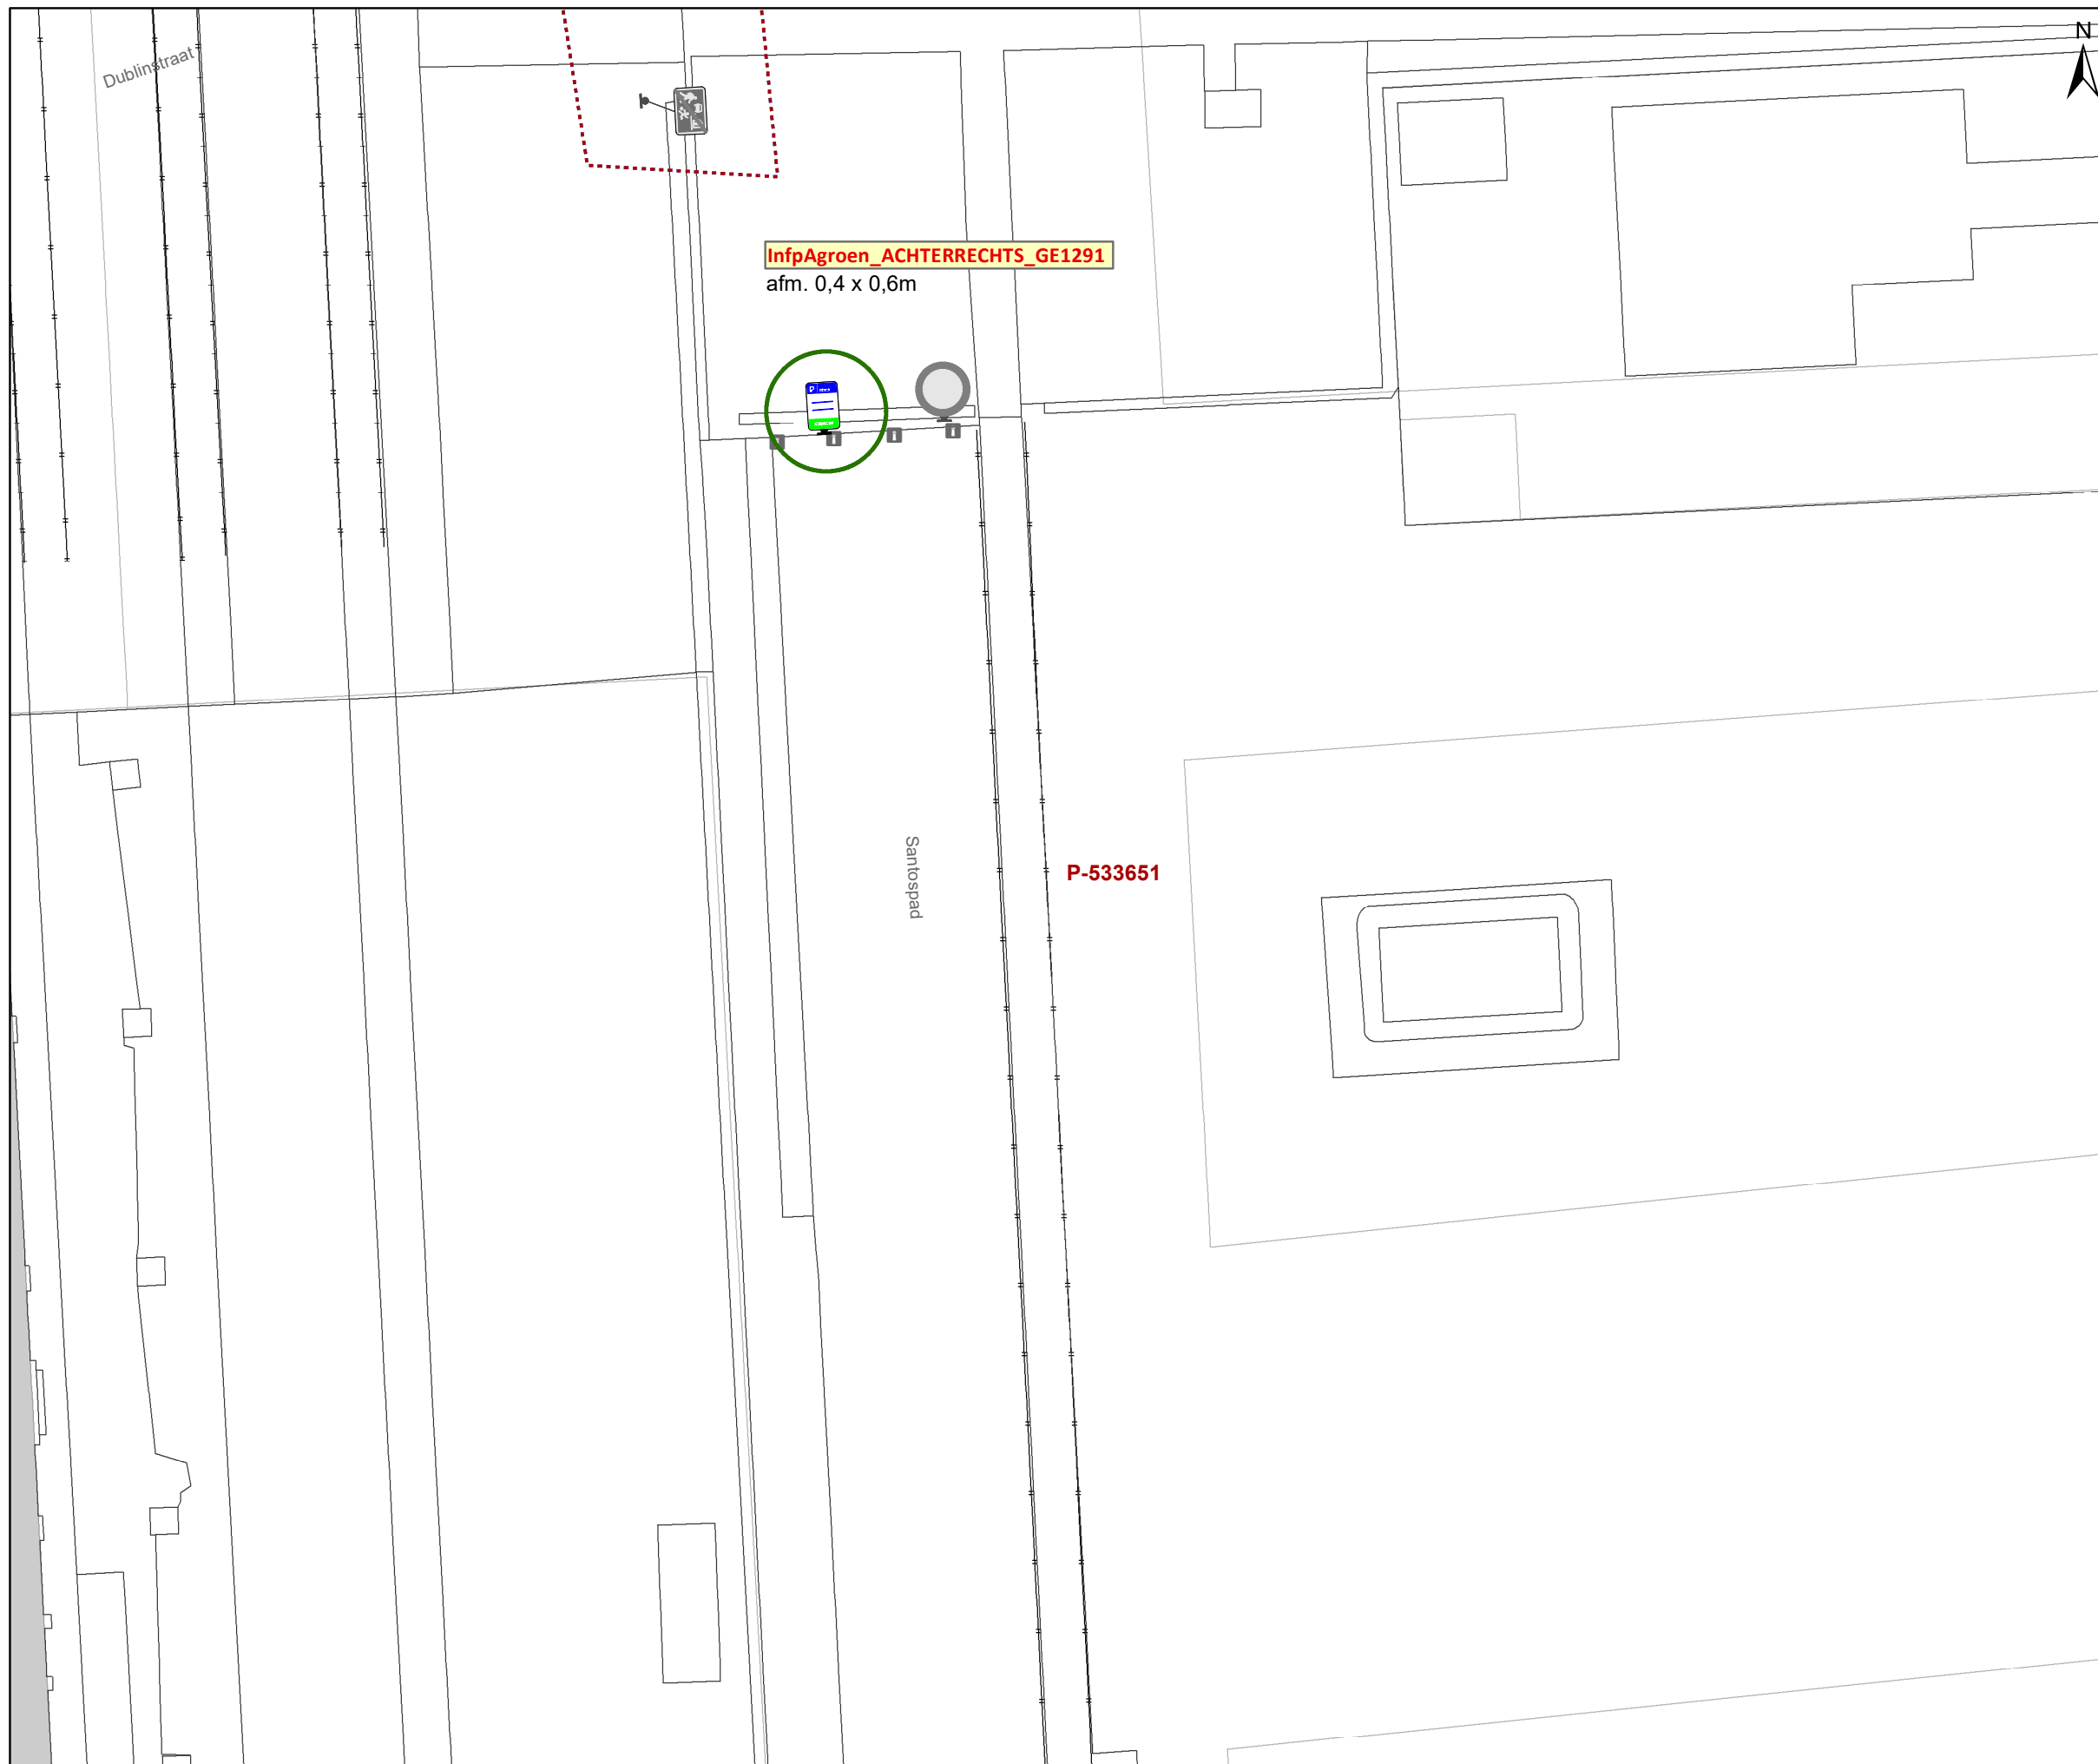 N
Dublinstraat
InfpAgroen_ACHTERRECHTS_GE1291
afm. 0,4 x 0,6m
P
i
i
i
i
Santospad
P-533651